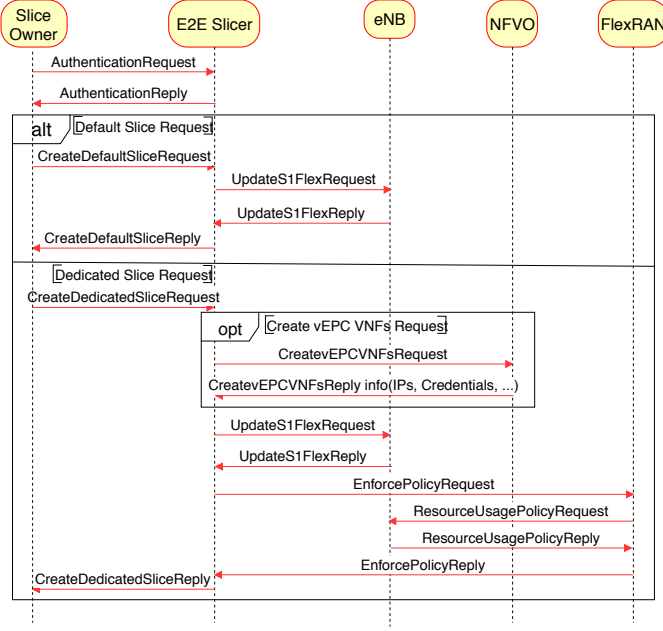 Slice
Owner
E2E Slicer
eNB
NFVO
FlexRAN
AuthenticationRequest
AuthenticationReply
alt
[Default Slice Request]
CreateDefaultSliceRequest
UpdateS1FlexRequest
UpdateS1FlexReply
CreateDefaultSliceReply
[Dedicated Slice Request]
CreateDedicatedSliceRequest
opt
[Create vEPC VNFs Request]
CreatevEPCVNFsRequest
CreatevEPCVNFsReply info(IPs, Credentials, ...)
UpdateS1FlexRequest
UpdateS1FlexReply
EnforcePolicyRequest
ResourceUsagePolicyRequest
ResourceUsagePolicyReply
EnforcePolicyReply
CreateDedicatedSliceReply